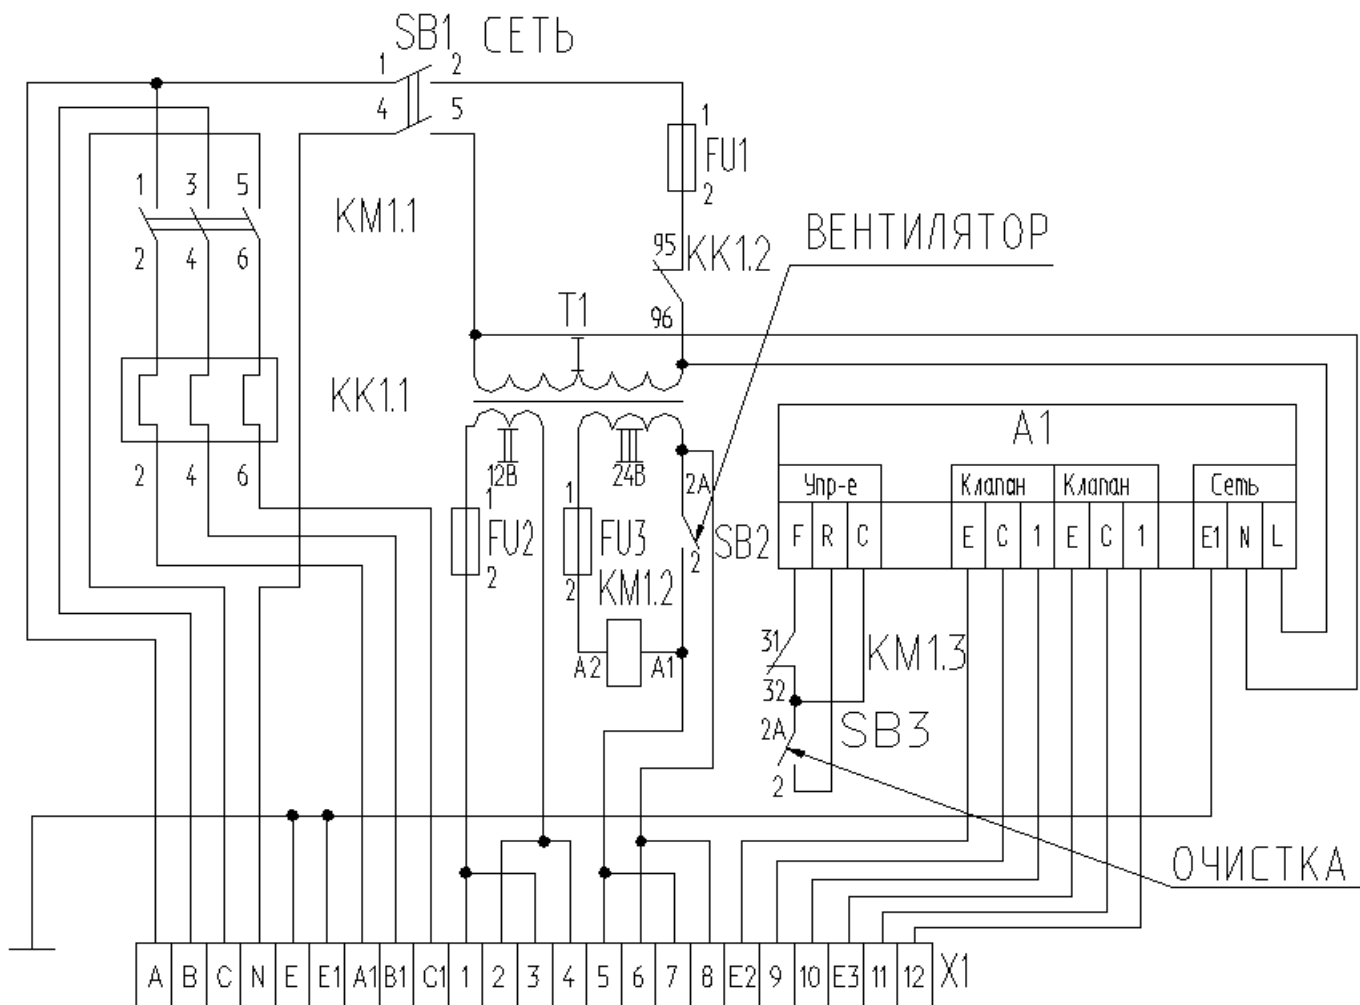 SB1 СЕТЬ
1 2
4 5
1
FU1
2
1 3 5
KM1.1
2 4 6
95
KK1.2
ВЕНТИЛЯТОР
96
T1
KK1.1
2 4 6
12В
24В
2A
1
FU2
2
1
FU3
2
SB2
2
KM1.2
A2 A1
A1
Упр-е Клапан Клапан Сеть
F R C E C 1 E C 1 E1 N L
31
KM1.3
32
2A
SB3
2
ОЧИСТКА
A B C N E E1 A1 B1 C1 1 2 3 4 5 6 7 8 E2 9 10 E3 11 12 X1